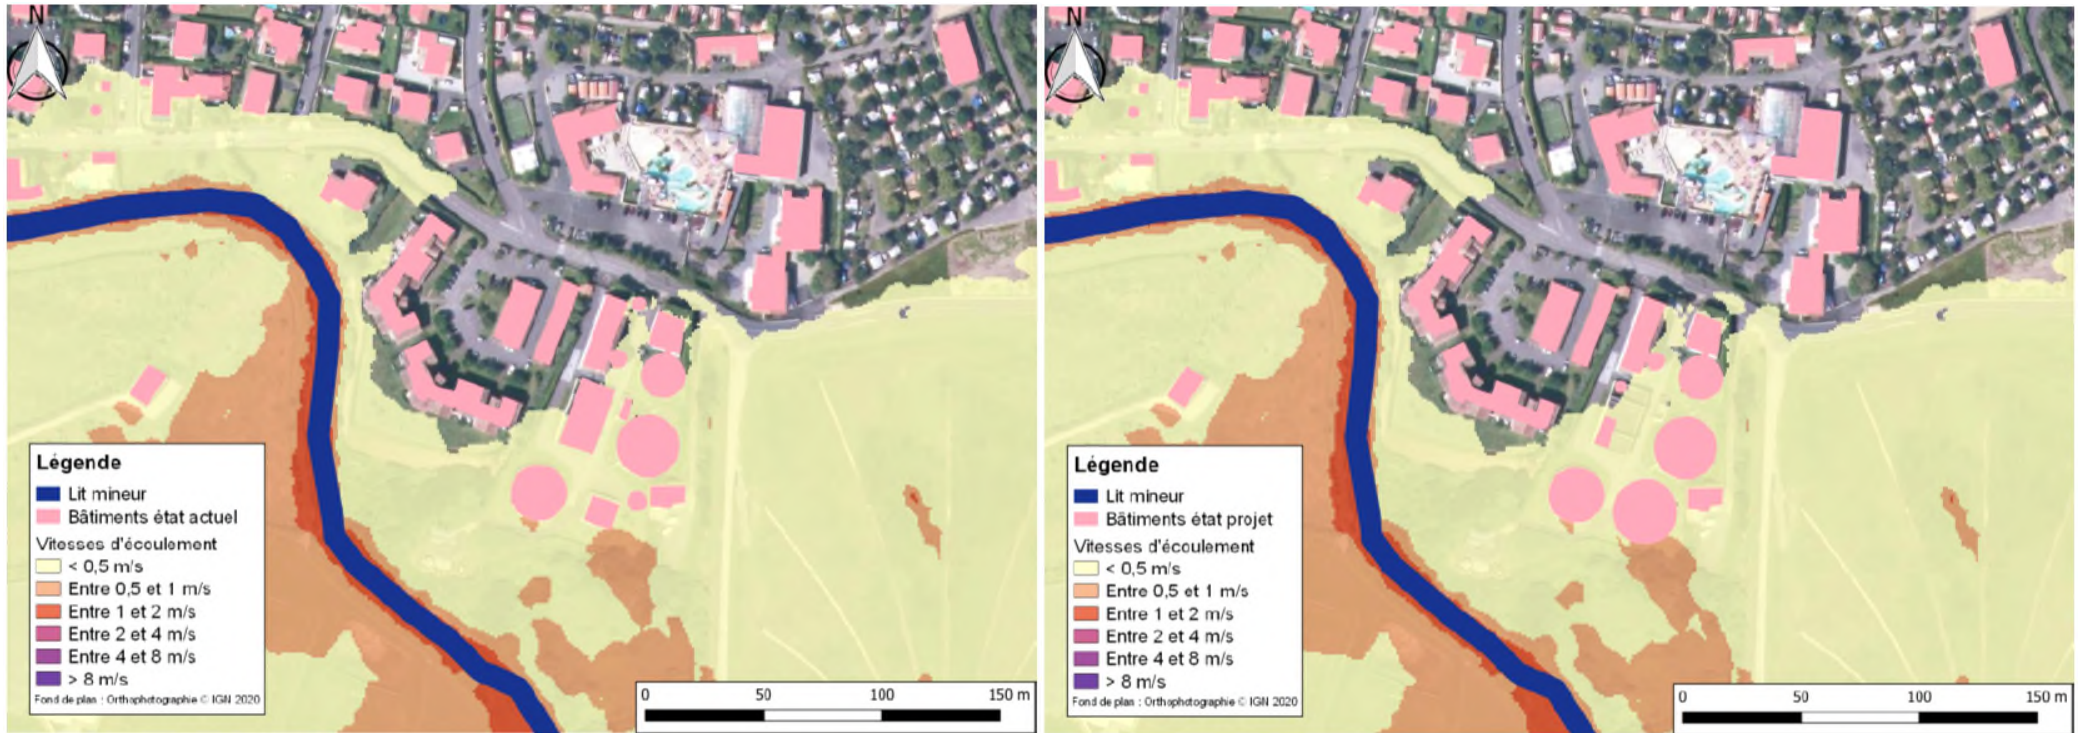 N
Légende
Lit mineur
Bâtiments état actuel
Vitesses d'écoulement
< 0,5 m/s
Entre 0,5 et 1 m/s
Entre 1 et 2 m/s
Entre 2 et 4 m/s
Entre 4 et 8 m/s
> 8 m/s
Fond de plan : Orthophotographie © IGN 2020
0 50 100 150 m
N
Légende
Lit mineur
Bâtiments état projet
Vitesses d'écoulement
< 0,5 m/s
Entre 0,5 et 1 m/s
Entre 1 et 2 m/s
Entre 2 et 4 m/s
Entre 4 et 8 m/s
> 8 m/s
Fond de plan : Orthophotographie © IGN 2020
0 50 100 150 m